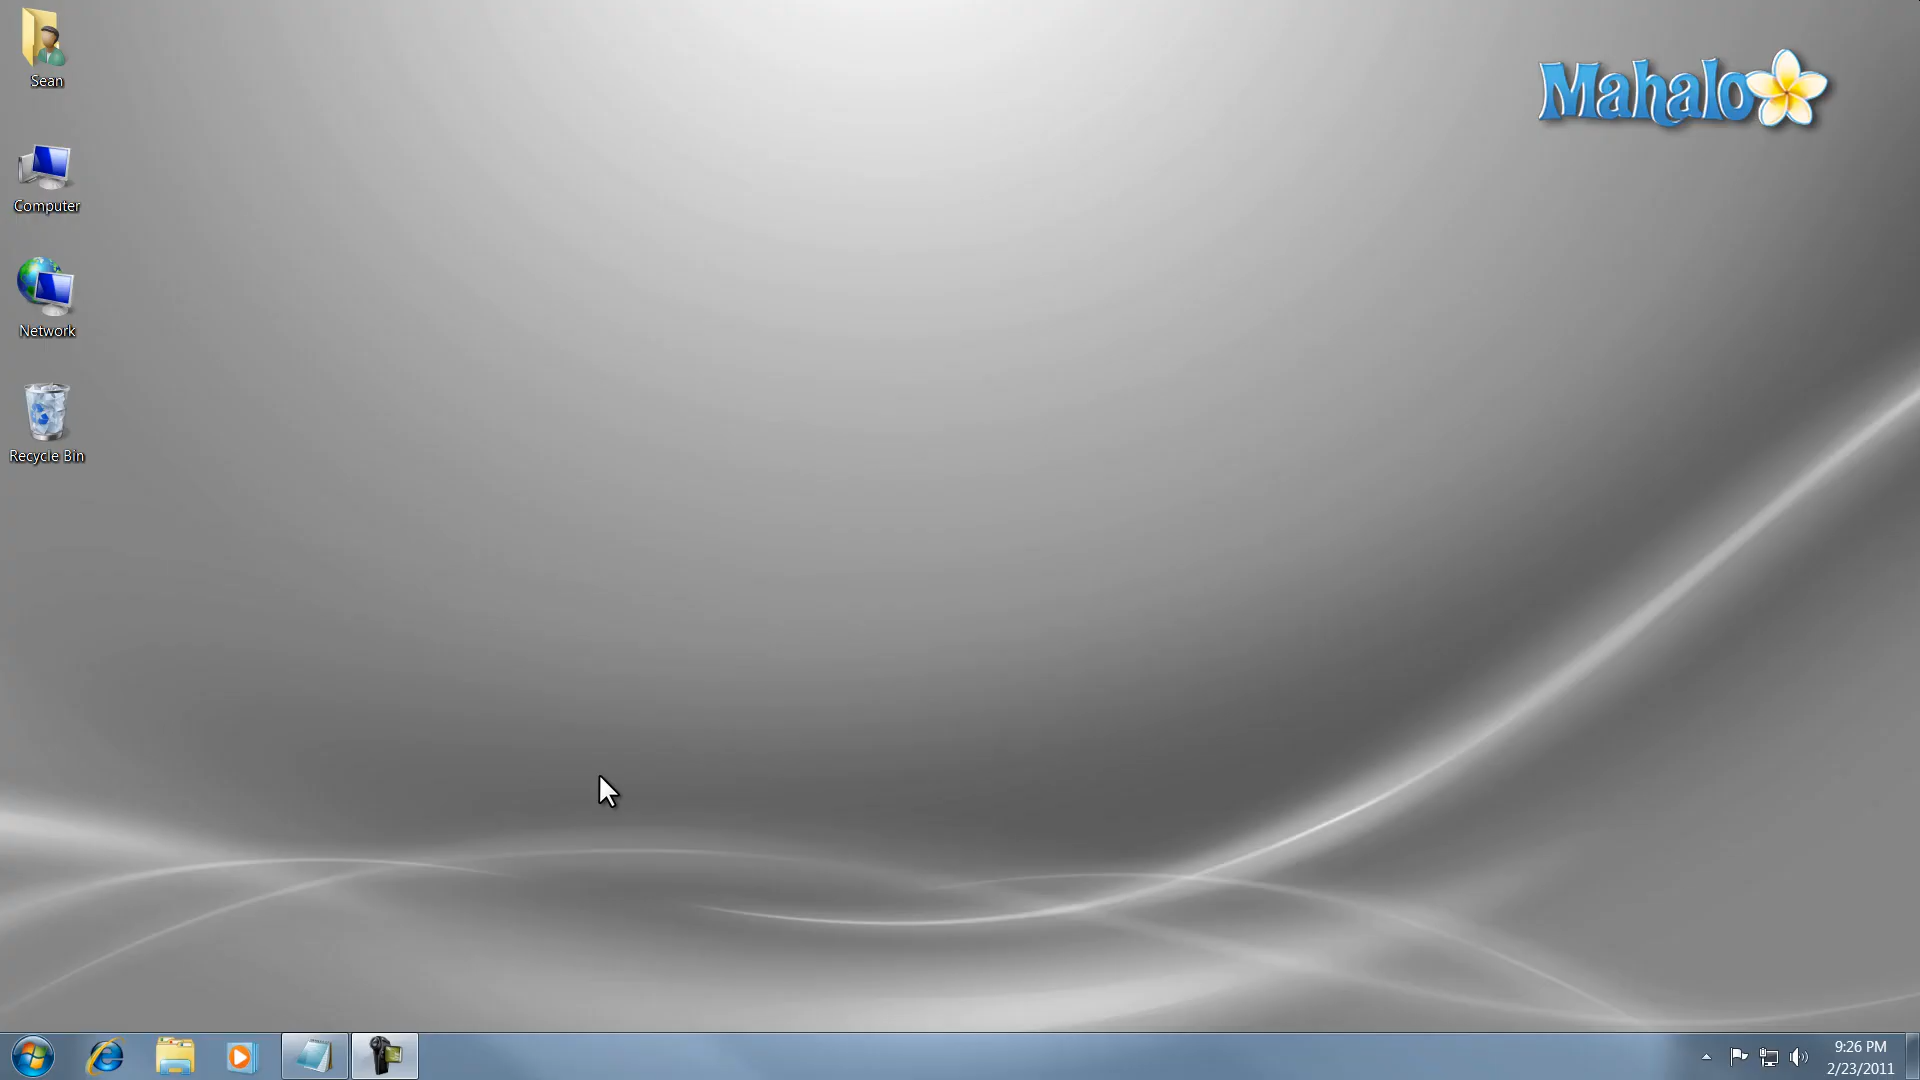 Sean
Mahalo
Computer
Network
Recycle Bin
9:26 PM
2/23/2011